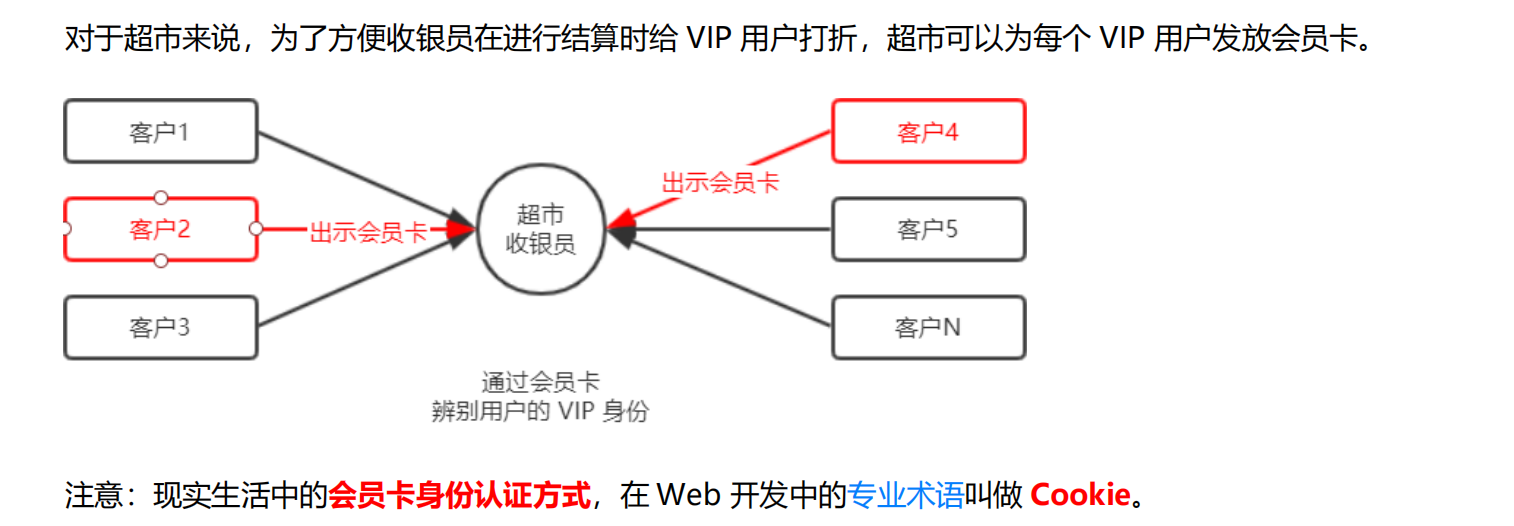 对于超市来说，为了方便收银员在进行结算时给 VIP 用户打折，超市可以为每个 VIP 用户发放会员卡。
客户1
客户4
出示会员卡
客户2
出示会员卡
超市
收银员
客户5
客户3
客户N
通过会员卡
辨别用户的 VIP 身份
注意：现实生活中的会员卡身份认证方式，在 Web 开发中的专业术语叫做 Cookie。